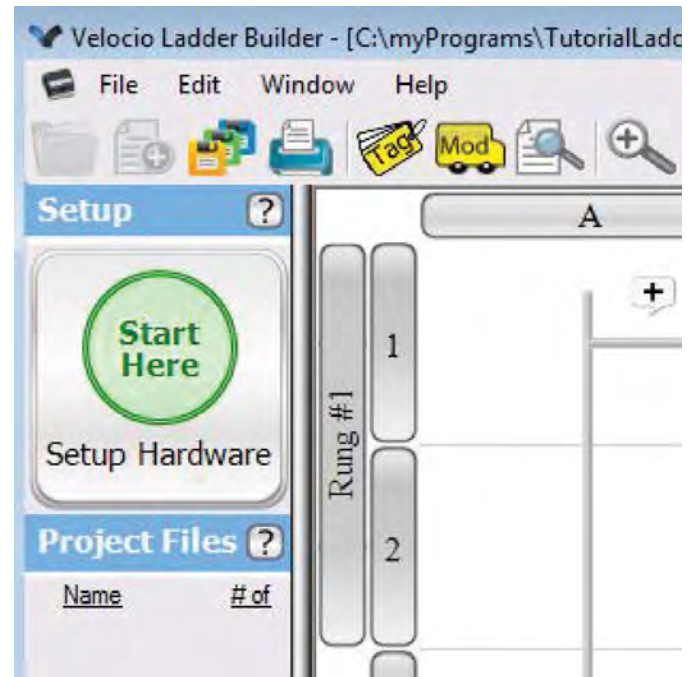 Velocio Ladder Builder - [C:\myPrograms\TutorialLadd
File Edit Window Help
Tag Mod
Setup ?
A
Start
Here
Setup Hardware
Rung #1
1
2
Project Files ?
Name # of